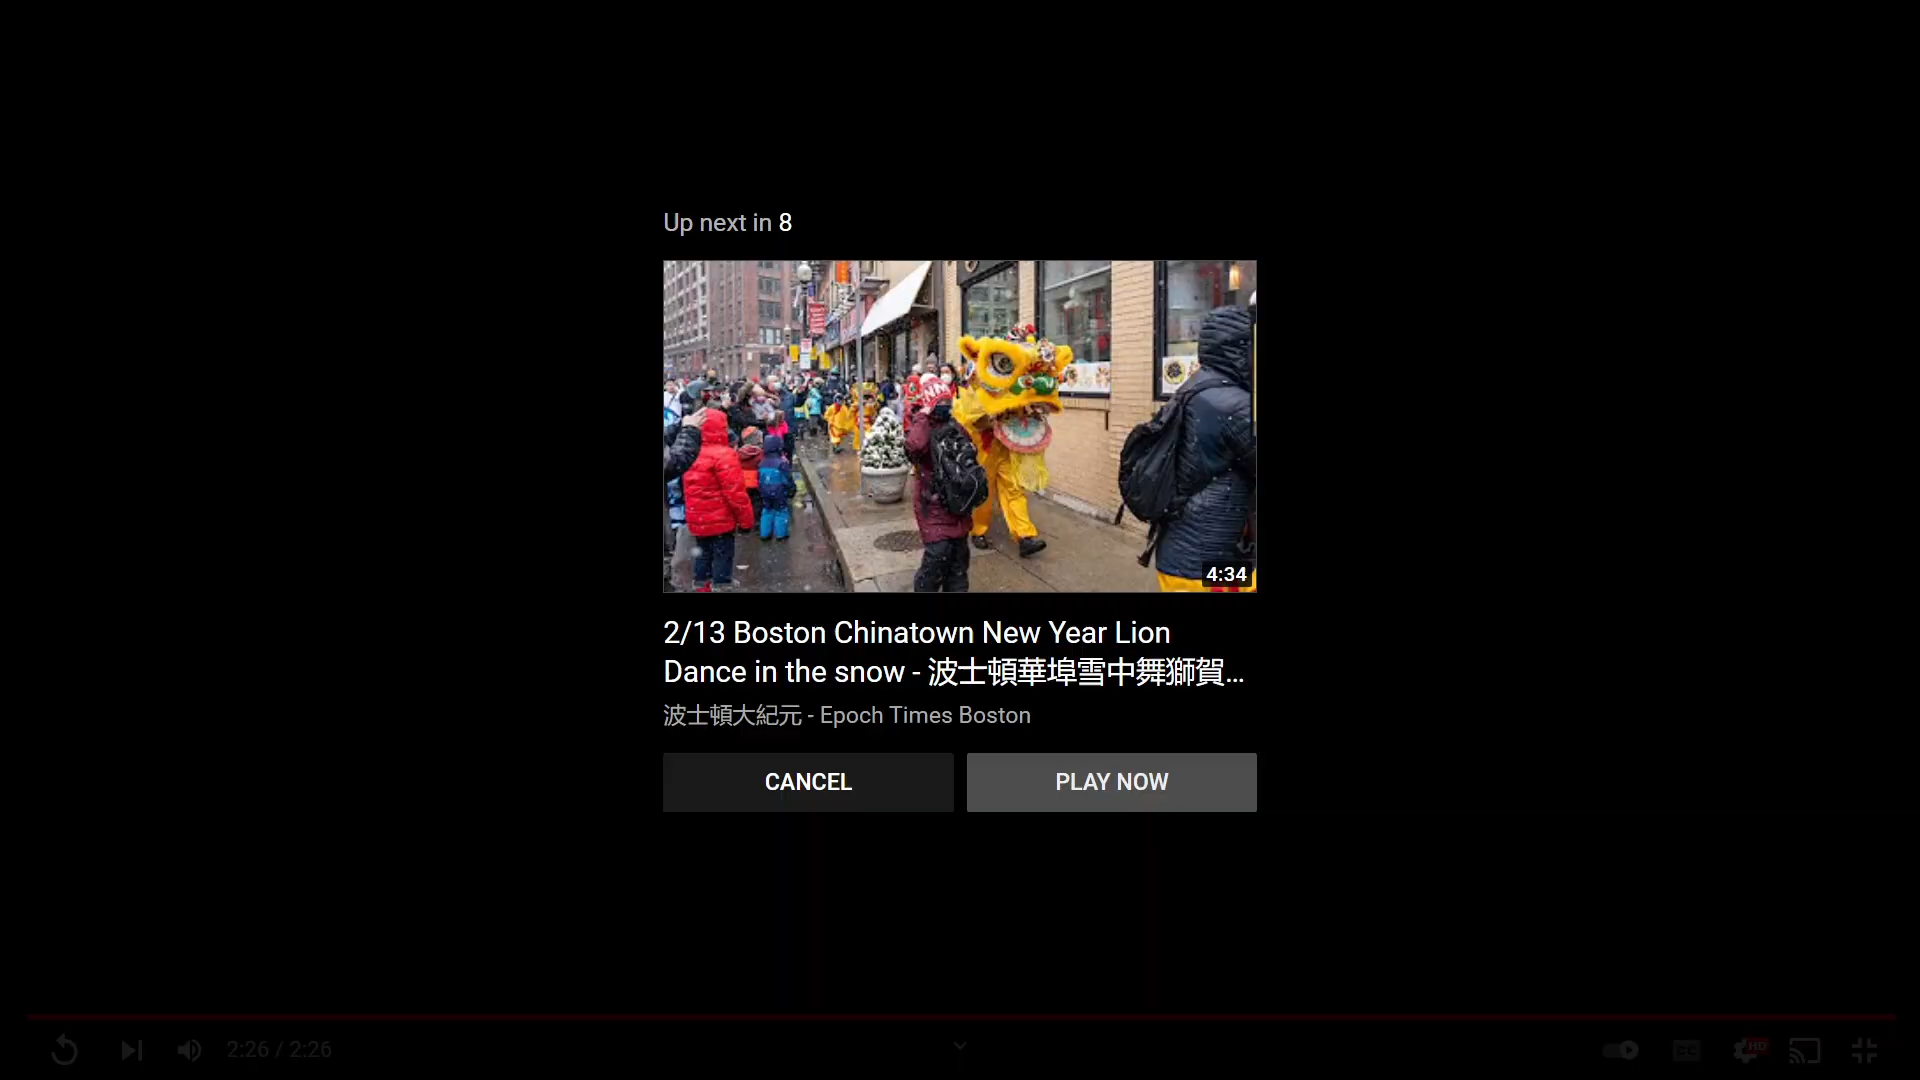 Up next in 8
4:34
2/13 Boston Chinatown New Year Lion
Dance in the snow - 波士頓華埠雪中舞獅賀...
波士頓大紀元 - Epoch Times Boston
CANCEL
PLAY NOW
2:26 / 2:26
CC
HD